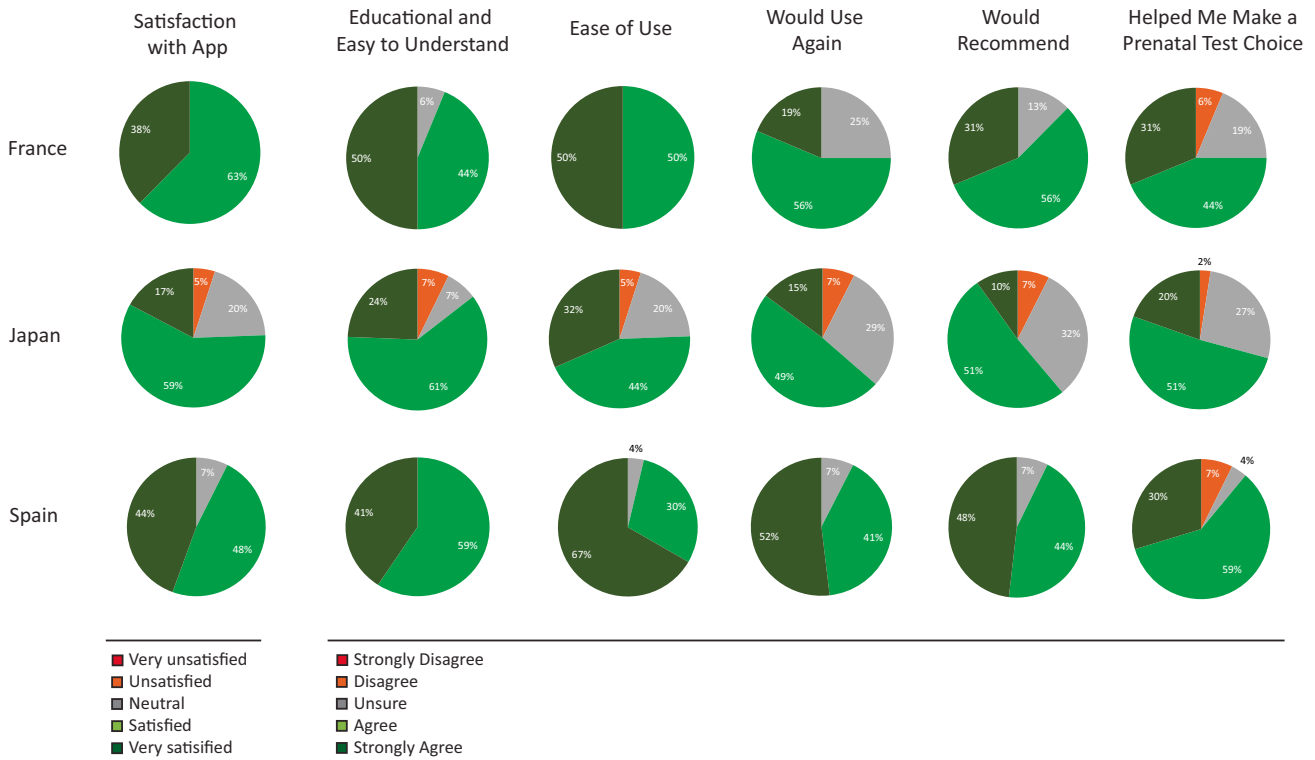 Satisfaction
with App
Educational and
Easy to Understand
Ease of Use
Would Use
Again
Would
Recommend
Helped Me Make a
Prenatal Test Choice
France
38%
63%
6%
50%
44%
50%
50%
19%
25%
56%
13%
31%
56%
6%
31%
19%
44%
Japan
5%
17%
20%
59%
7%
7%
24%
61%
5%
20%
32%
44%
7%
15%
29%
49%
7%
10%
32%
51%
2%
20%
27%
51%
Spain
7%
44%
48%
41%
59%
4%
30%
67%
7%
52%
41%
7%
48%
44%
7%
4%
30%
59%
Very unsatisfied
Unsatisfied
Neutral
Satisfied
Very satisified
Strongly Disagree
Disagree
Unsure
Agree
Strongly Agree